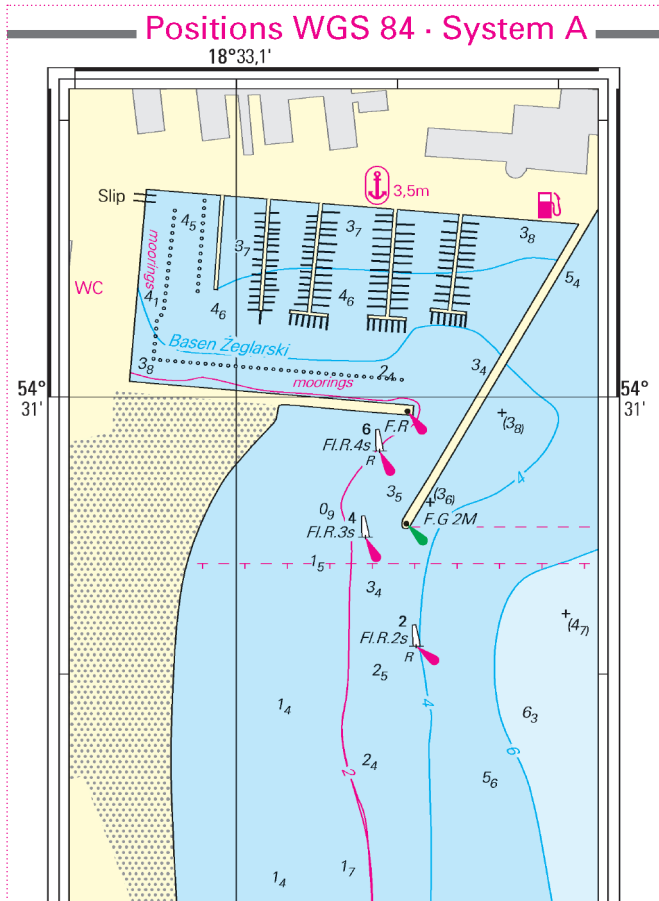 Positions WGS 84 · System A
18°33,1'
Slip
3,5m
4₅
3₇
3₇
3₈
moorings
WC
5₄
4₁
4₆
4₆
Basen Żeglarski
3₈
2₄
3₄
moorings
54°
31'
54°
31'
F.R
(3₈)
6
Fl.R.4s
R
4
3₅
(3₆)
0₉
4
F.G 2M
Fl.R.3s
1₅
3₄
2
(4₇)
Fl.R.2s
R
2₅
1₄
4
6₃
6
2₄
2
5₆
1₇
1₄